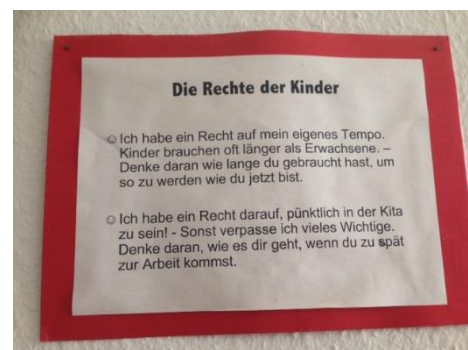 Die Rechte der Kinder
☺Ich habe ein Recht auf mein eigenes Tempo.
Kinder brauchen oft länger als Erwachsene. –
Denke daran wie lange du gebraucht hast, um
so zu werden wie du jetzt bist.
☺Ich habe ein Recht darauf, pünktlich in der Kita
zu sein! - Sonst verpasse ich vieles Wichtige.
Denke daran, wie es dir geht, wenn du zu spät
zur Arbeit kommst.